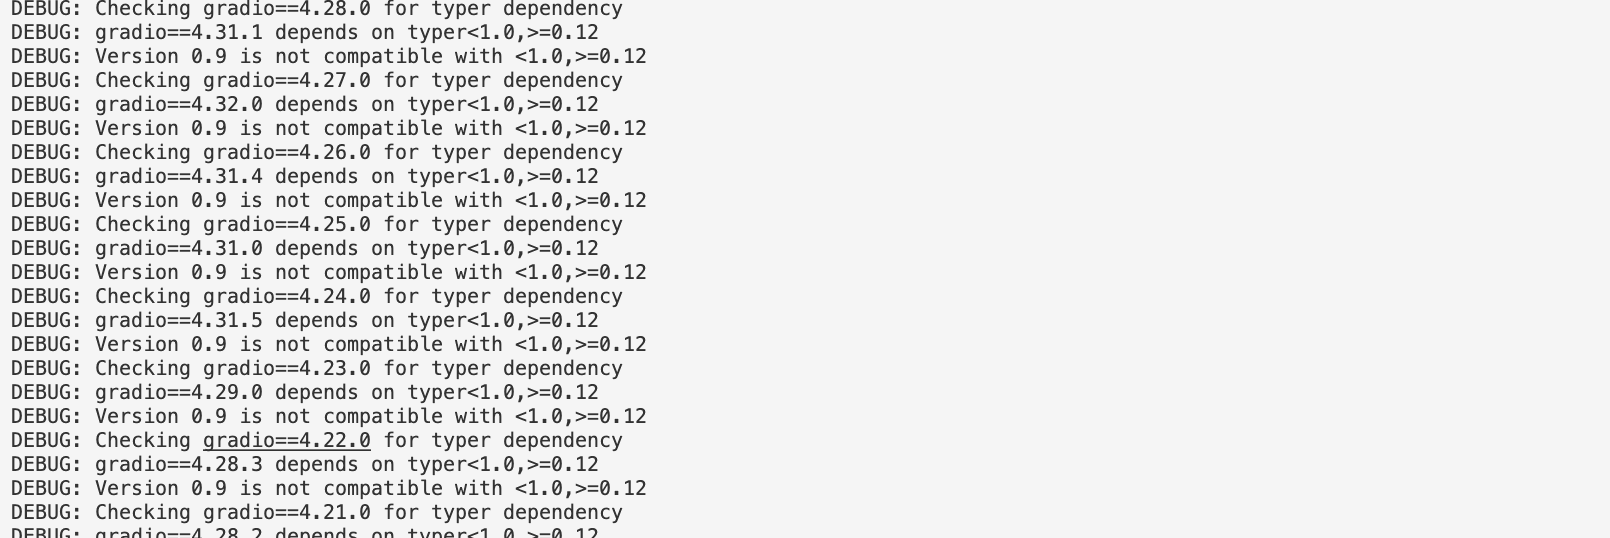 DEBUG: Checking gradio==4.28.0 for typer dependency
DEBUG: gradio==4.31.1 depends on typer<1.0,>=0.12
DEBUG: Version 0.9 is not compatible with <1.0,>=0.12
DEBUG: Checking gradio==4.27.0 for typer dependency
DEBUG: gradio==4.32.0 depends on typer<1.0,>=0.12
DEBUG: Version 0.9 is not compatible with <1.0,>=0.12
DEBUG: Checking gradio==4.26.0 for typer dependency
DEBUG: gradio==4.31.4 depends on typer<1.0,>=0.12
DEBUG: Version 0.9 is not compatible with <1.0,>=0.12
DEBUG: Checking gradio==4.25.0 for typer dependency
DEBUG: gradio==4.31.0 depends on typer<1.0,>=0.12
DEBUG: Version 0.9 is not compatible with <1.0,>=0.12
DEBUG: Checking gradio==4.24.0 for typer dependency
DEBUG: gradio==4.31.5 depends on typer<1.0,>=0.12
DEBUG: Version 0.9 is not compatible with <1.0,>=0.12
DEBUG: Checking gradio==4.23.0 for typer dependency
DEBUG: gradio==4.29.0 depends on typer<1.0,>=0.12
DEBUG: Version 0.9 is not compatible with <1.0,>=0.12
DEBUG: Checking gradio==4.22.0 for typer dependency
DEBUG: gradio==4.28.3 depends on typer<1.0,>=0.12
DEBUG: Version 0.9 is not compatible with <1.0,>=0.12
DEBUG: Checking gradio==4.21.0 for typer dependency
DEBUG: gradio==4.28.2 depends on typer<1.0,>=0.12